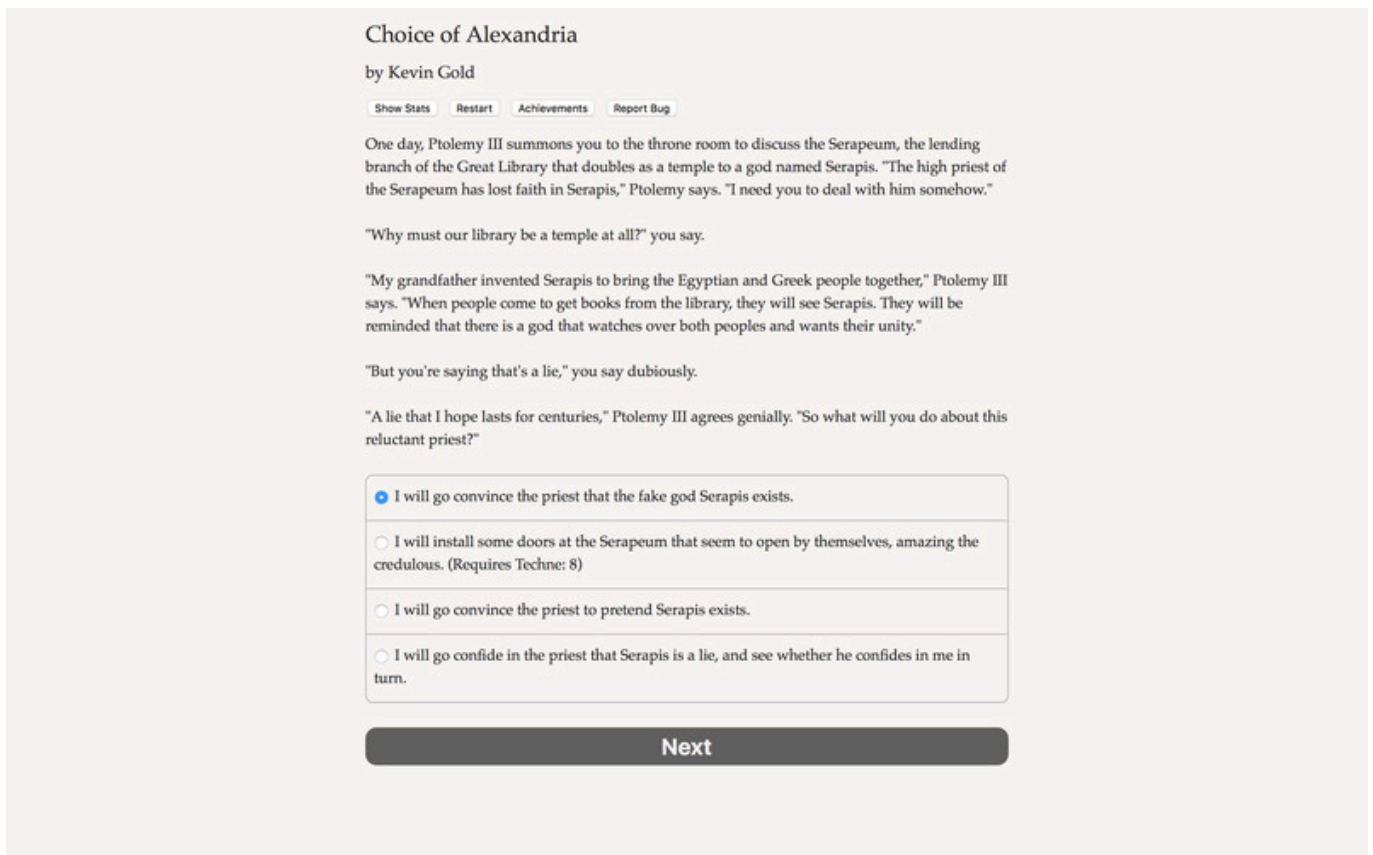 Choice of Alexandria
by Kevin Gold
Show Stats Restart Achievements Report Bug
One day, Ptolemy III summons you to the throne room to discuss the Serapeum, the lending
branch of the Great Library that doubles as a temple to a god named Serapis. "The high priest of
the Serapeum has lost faith in Serapis," Ptolemy says. "I need you to deal with him somehow."
"Why must our library be a temple at all?" you say.
"My grandfather invented Serapis to bring the Egyptian and Greek people together," Ptolemy III
says. "When people come to get books from the library, they will see Serapis. They will be
reminded that there is a god that watches over both peoples and wants their unity."
"But you're saying that's a lie," you say dubiously.
"A lie that I hope lasts for centuries," Ptolemy III agrees genially. "So what will you do about this
reluctant priest?"
I will go convince the priest that the fake god Serapis exists.
I will install some doors at the Serapeum that seem to open by themselves, amazing the
credulous. (Requires Techne: 8)
I will go convince the priest to pretend Serapis exists.
I will go confide in the priest that Serapis is a lie, and see whether he confides in me in
turn.
Next